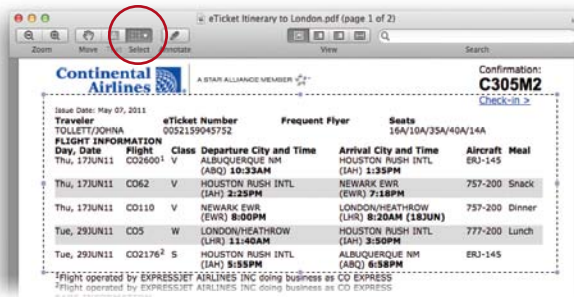 eTicket Itinerary to London.pdf (page 1 of 2)
Zoom Move Text Select Annotate View Search
Continental Airlines
A STAR ALLIANCE MEMBER
Confirmation:
C305M2
Check-in >
Issue Date: May 07, 2011
Traveler eTicket Number Frequent Flyer Seats
TOLLETT/JOHNA 0052159045752 16A/10A/35A/40A/14A
FLIGHT INFORMATION
Day, Date Flight Class Departure City and Time Arrival City and Time Aircraft Meal
Thu, 17JUN11 CO2600¹ V ALBUQUERQUE NM HOUSTON RUSH INTL ERJ-145
(ABQ) 10:33AM (IAH) 1:35PM
Thu, 17JUN11 CO62 V HOUSTON RUSH INTL NEWARK EWR 757-200 Snack
(IAH) 2:25PM (EWR) 7:18PM
Thu, 17JUN11 CO110 V NEWARK EWR LONDON/HEATHROW 757-200 Dinner
(EWR) 8:00PM (LHR) 8:20AM (18JUN)
Tue, 29JUN11 CO5 W LONDON/HEATHROW HOUSTON RUSH INTL 777-200 Lunch
(LHR) 11:40AM (IAH) 3:50PM
Tue, 29JUN11 CO2176² S HOUSTON RUSH INTL ALBUQUERQUE NM ERJ-145
(IAH) 5:55PM (ABQ) 6:58PM
¹Flight operated by EXPRESSJET AIRLINES INC doing business as CO EXPRESS
²Flight operated by EXPRESSJET AIRLINES INC doing business as CO EXPRESS